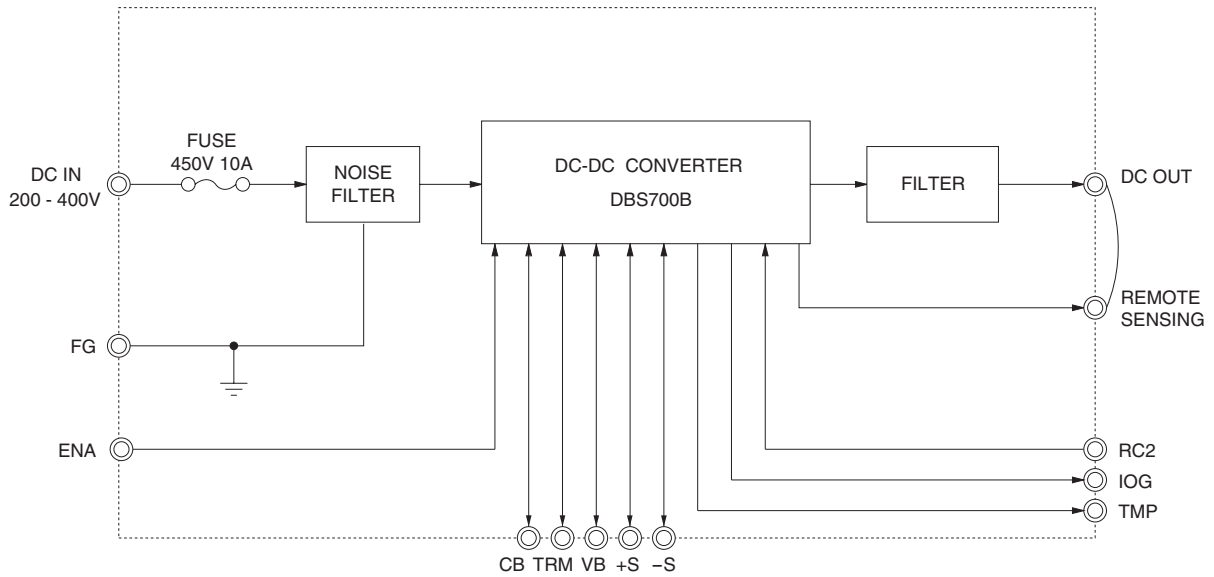 FUSE
450V 10A
DC IN
200 - 400V
NOISE
FILTER
DC-DC CONVERTER
DBS700B
FILTER
DC OUT
REMOTE
SENSING
FG
ENA
RC2
IOG
TMP
CB TRM VB +S −S